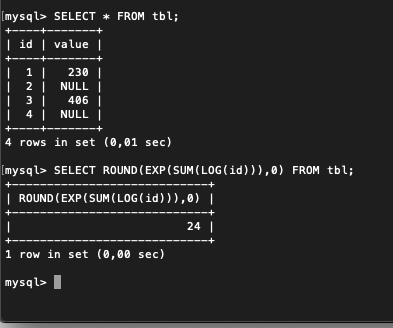 [mysql> SELECT * FROM tbl;
+----+-------+
| id | value |
+----+-------+
|  1 |   230 |
|  2 |  NULL |
|  3 |   406 |
|  4 |  NULL |
+----+-------+
4 rows in set (0,01 sec)
[mysql> SELECT ROUND(EXP(SUM(LOG(id))),0) FROM tbl;
+----------------------------+
| ROUND(EXP(SUM(LOG(id))),0) |
+----------------------------+
|                         24 |
+----------------------------+
1 row in set (0,00 sec)
mysql>